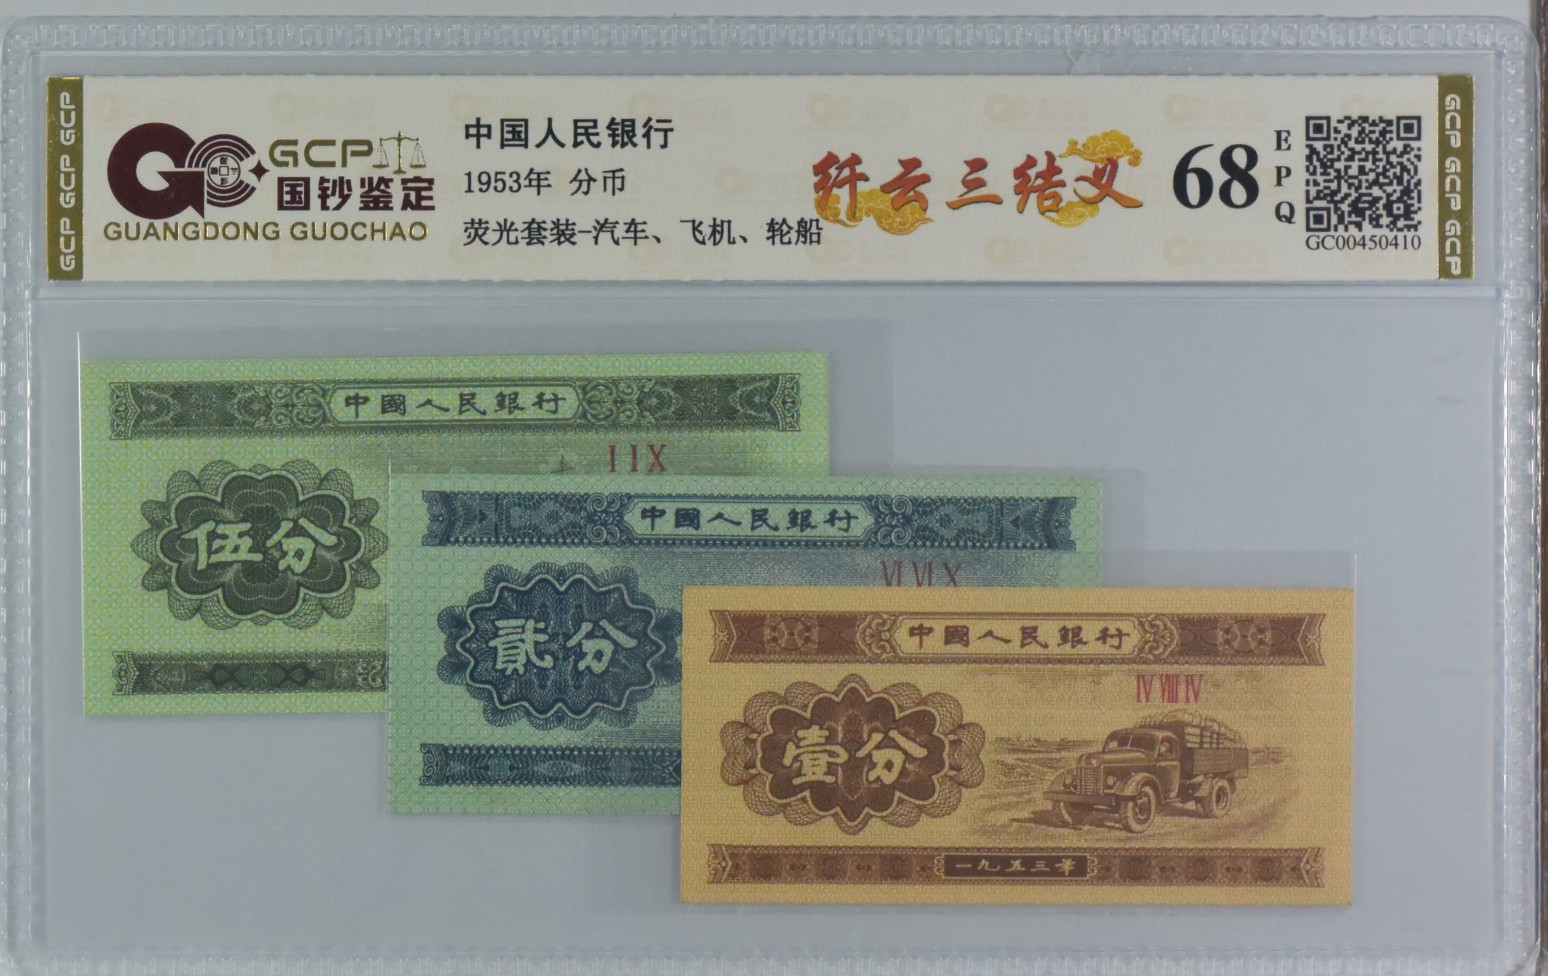 GCP GCP GCP
GCP
国钞鉴定
GUANGDONG GUOCHAO
中国人民银行
1953年 分币
荧光套装-汽车、飞机、轮船
纤云三结义
68
EPQ
GC00450410
GCP GCP GCP
中國人民銀行
I I X
伍分
中國人民銀行
VI VI X
貳分
中國人民銀行
IV VIII IV
壹分
一九五三年